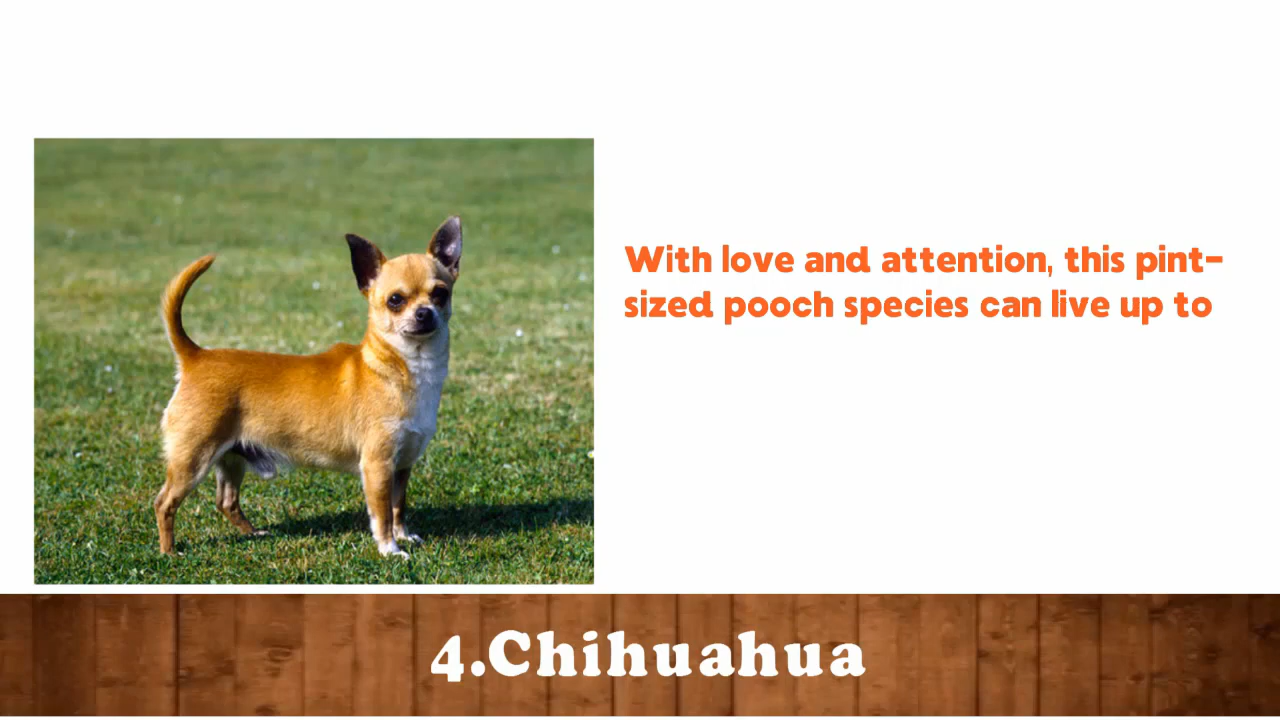 With love and attention, this pint-
sized pooch species can live up to
4.Chihuahua